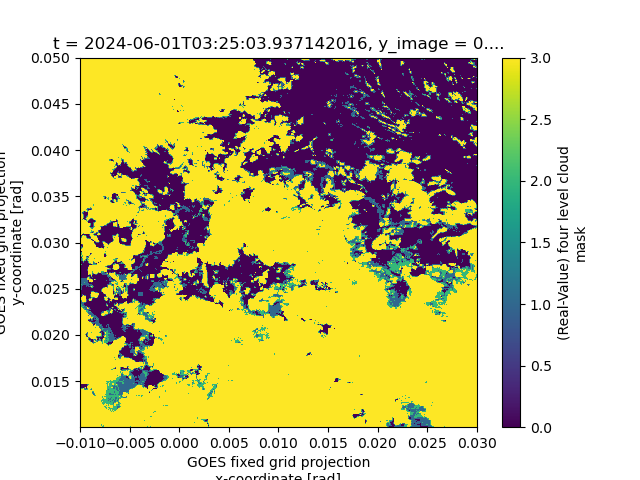 t = 2024-06-01T03:25:03.937142016, y_image = 0....
0.050
0.045
0.040
0.035
0.030
0.025
0.020
0.015
GOES fixed grid projection
y-coordinate [rad]
−0.010 −0.005 0.000 0.005 0.010 0.015 0.020 0.025 0.030
GOES fixed grid projection
x-coordinate [rad]
3.0
2.5
2.0
1.5
1.0
0.5
0.0
(Real-Value) four level cloud
mask